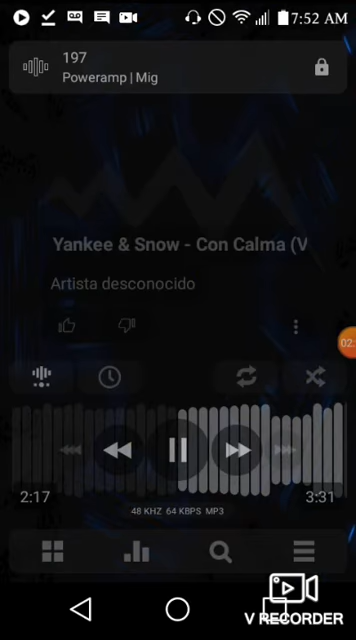 7:52 AM
197
Poweramp | Mig
Yankee & Snow - Con Calma (V
Artista desconocido
02:
2:17
3:31
48 KHZ 64 KBPS MP3
V RECORDER